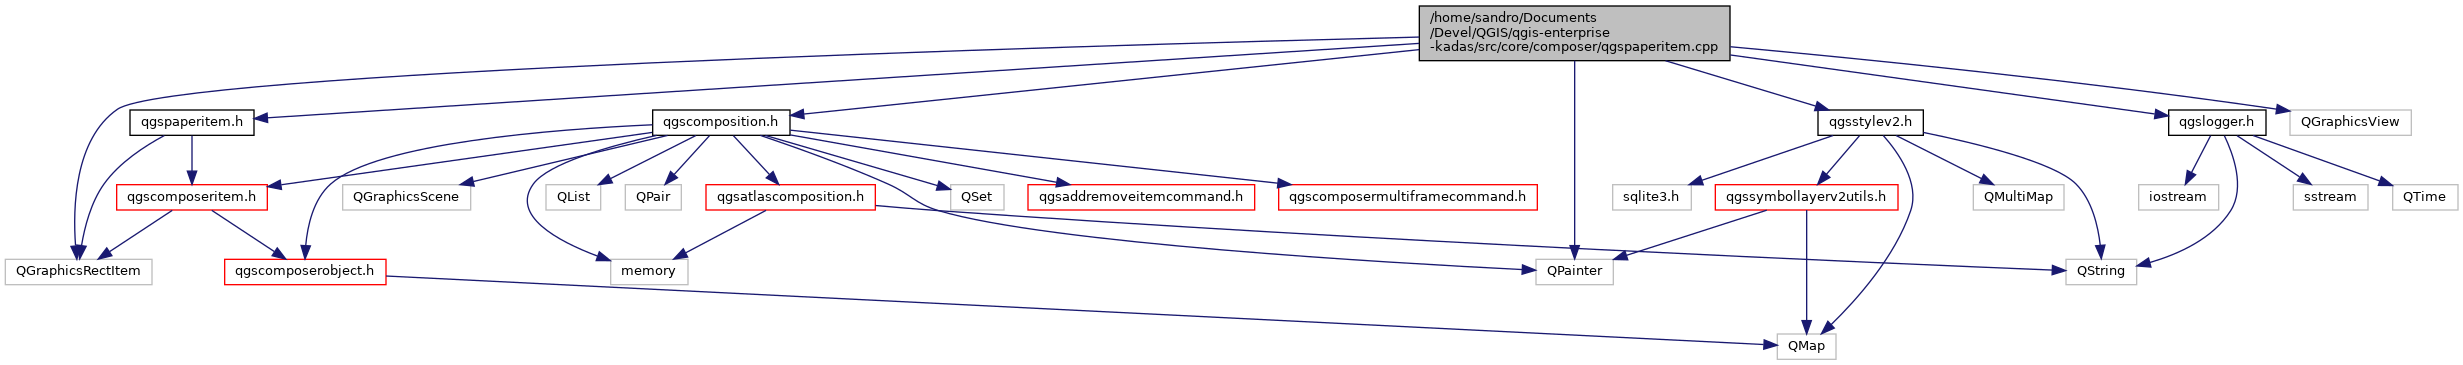 /home/sandro/Documents
/Devel/QGIS/qgis-enterprise
-kadas/src/core/composer/qgspaperitem.cpp
qgspaperitem.h
qgscomposition.h
qgsstylev2.h
qgslogger.h
QGraphicsView
qgscomposeritem.h
QGraphicsScene
QList
QPair
qgsatlascomposition.h
QSet
qgsaddremoveitemcommand.h
qgscomposermultiframecommand.h
sqlite3.h
qgssymbollayerv2utils.h
QMultiMap
iostream
sstream
QTime
QGraphicsRectItem
qgscomposerobject.h
memory
QPainter
QString
QMap